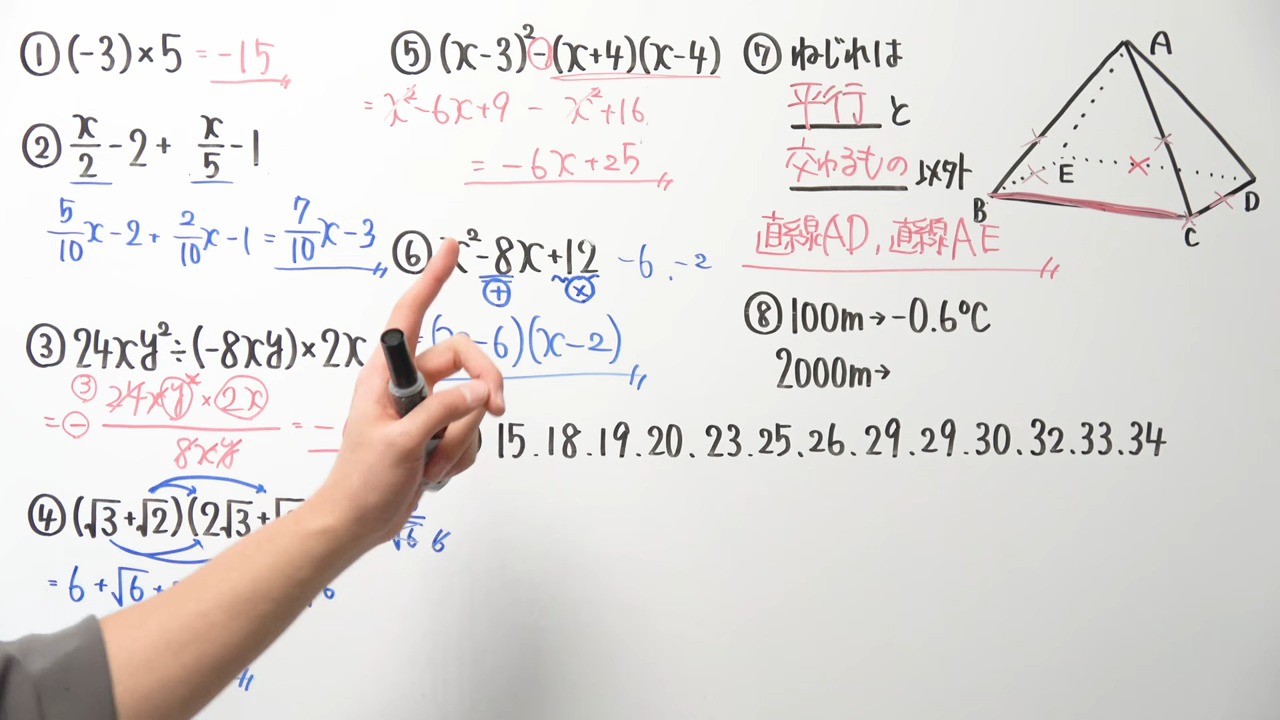 ① (-3)×5 = -15
② x/2 - 2 + x/5 - 1
5/10 x - 2 + 2/10 x - 1 = 7/10 x - 3
③ 24xy²÷(-8xy)×2x
③
= ⊖ 24xy² × 2x / 8xy = -
④ (√3+√2)(2√3+
= 6 + √6 +
√6 6
⑤ (x-3)² - (x+4)(x-4)
= x² - 6x + 9 - x² + 16
= -6x + 25
⑥ x² - 8x + 12 -6 . -2
+ ×
= (x-6)(x-2)
⑦ ねじれは
平行 と
交わるもの 以外
直線AD, 直線AE
A
B
C
D
E
⑧ 100m→-0.6℃
2000m→
15.18.19.20.23.25.26.29.29.30.32.33.34